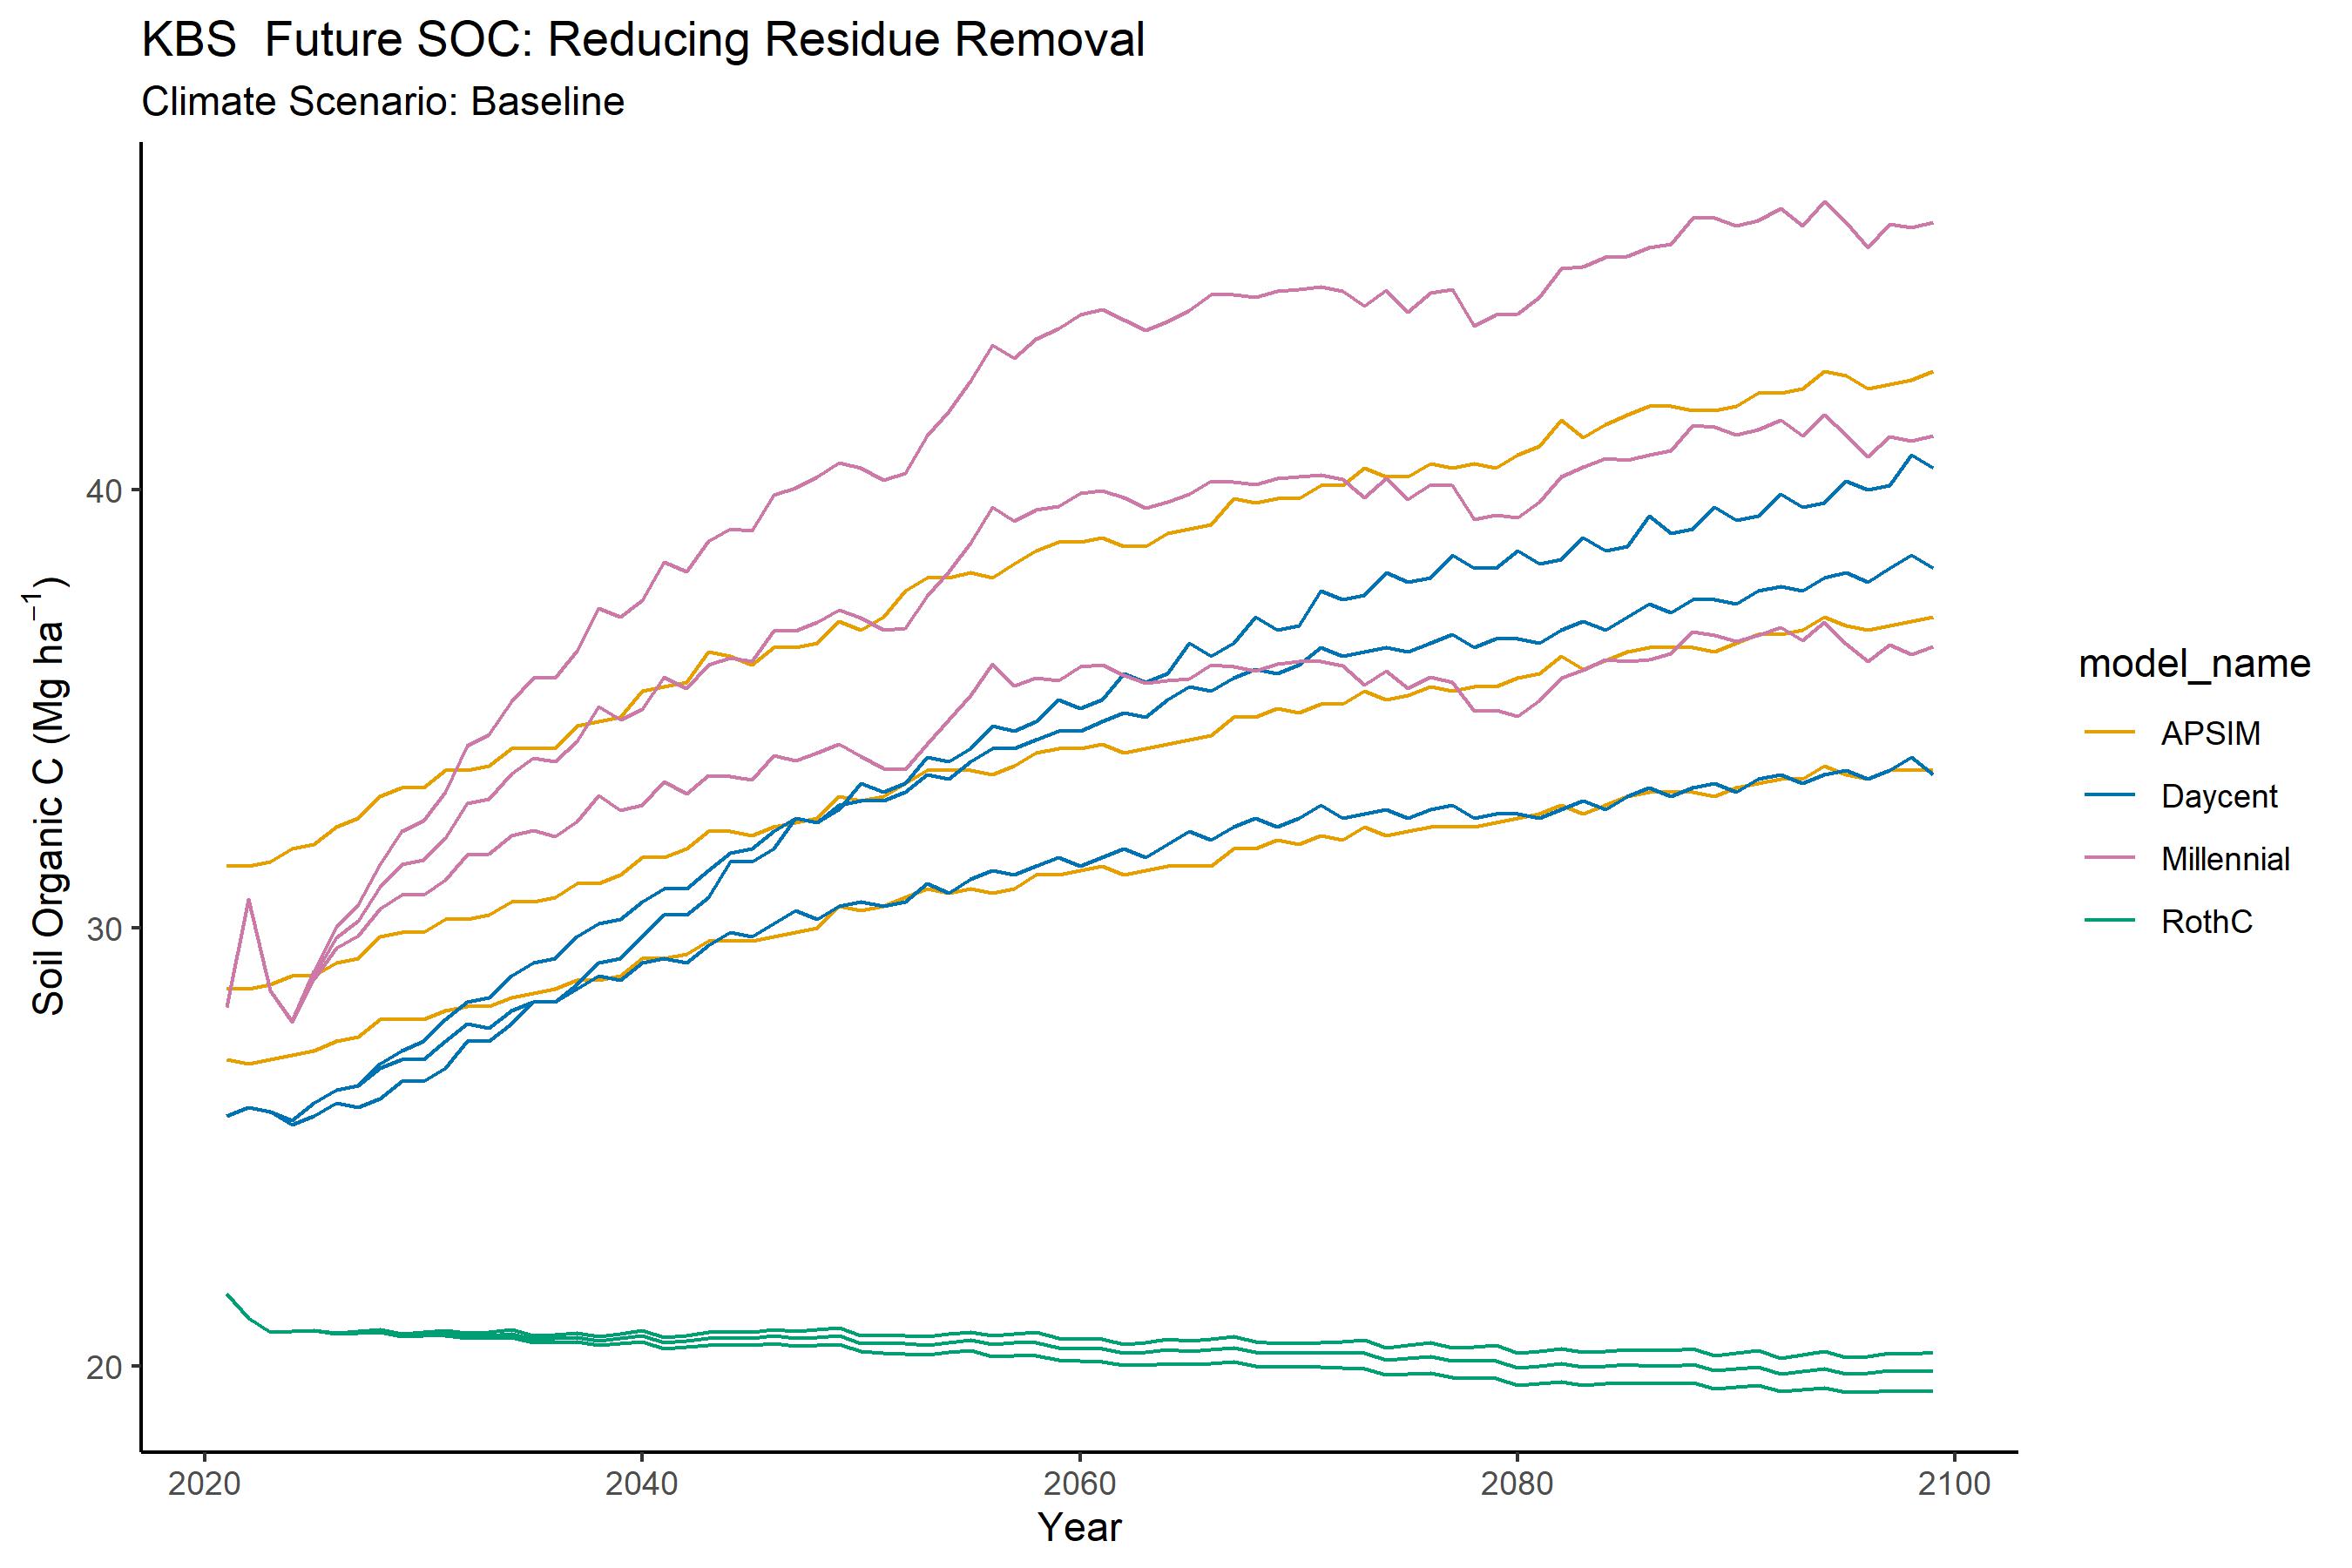 KBS  Future SOC: Reducing Residue Removal
Climate Scenario: Baseline
Soil Organic C (Mg ha⁻¹)
40
30
20
2020 2040 2060 2080 2100
Year
model_name
APSIM
Daycent
Millennial
RothC